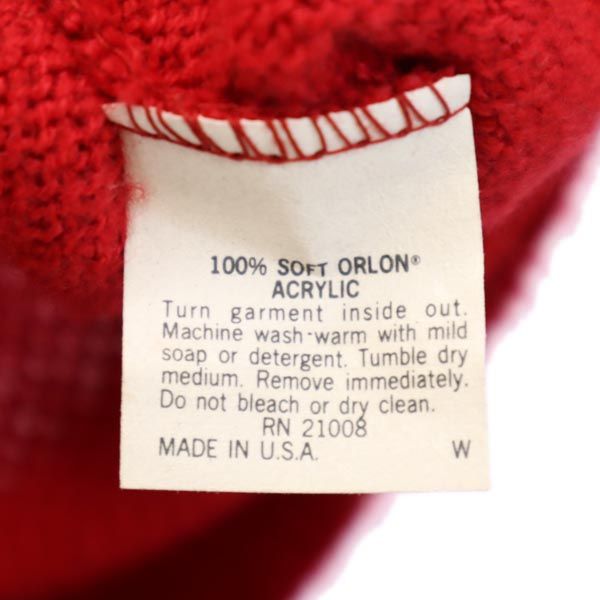 100% SOFT ORLON®
ACRYLIC
Turn garment inside out.
Machine wash-warm with mild
soap or detergent. Tumble dry
medium. Remove immediately.
Do not bleach or dry clean.
RN 21008
MADE IN U.S.A. W